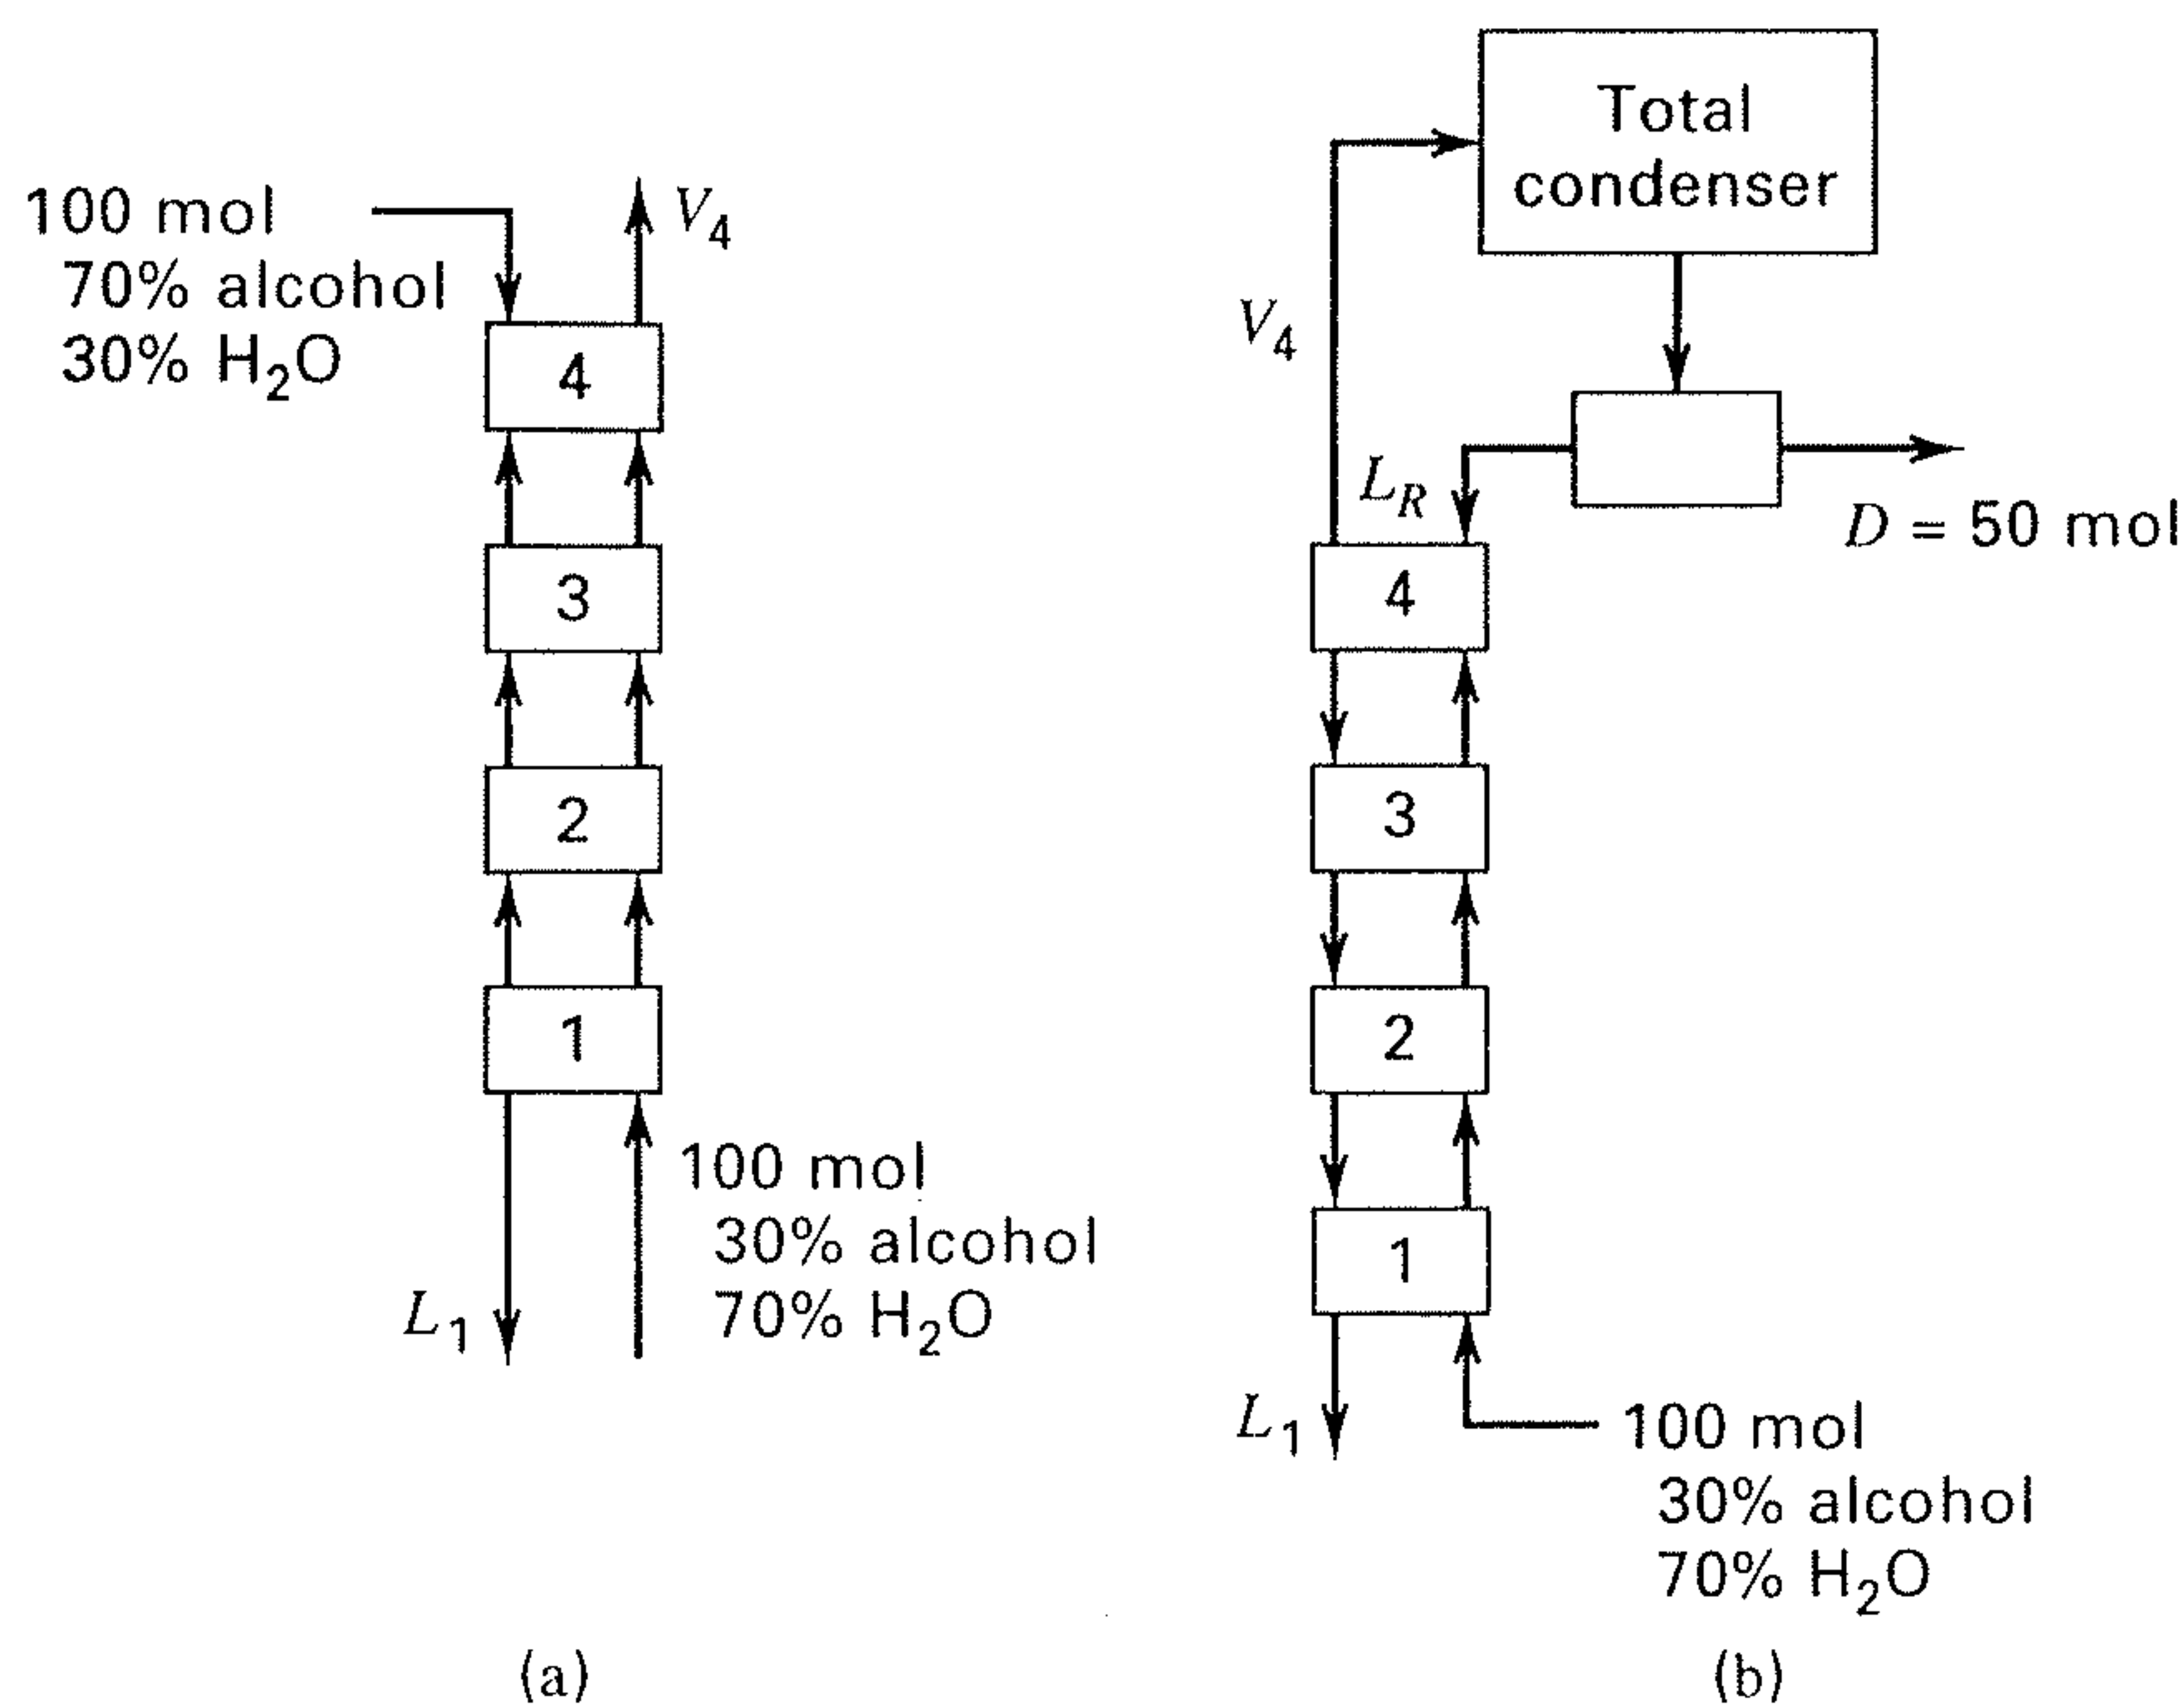 100 mol
70% alcohol
30% H₂O
V₄
4
3
2
1
L₁
100 mol
30% alcohol
70% H₂O
(a)
Total
condenser
V₄
L_R
D = 50 mol
4
3
2
1
L₁
100 mol
30% alcohol
70% H₂O
(b)